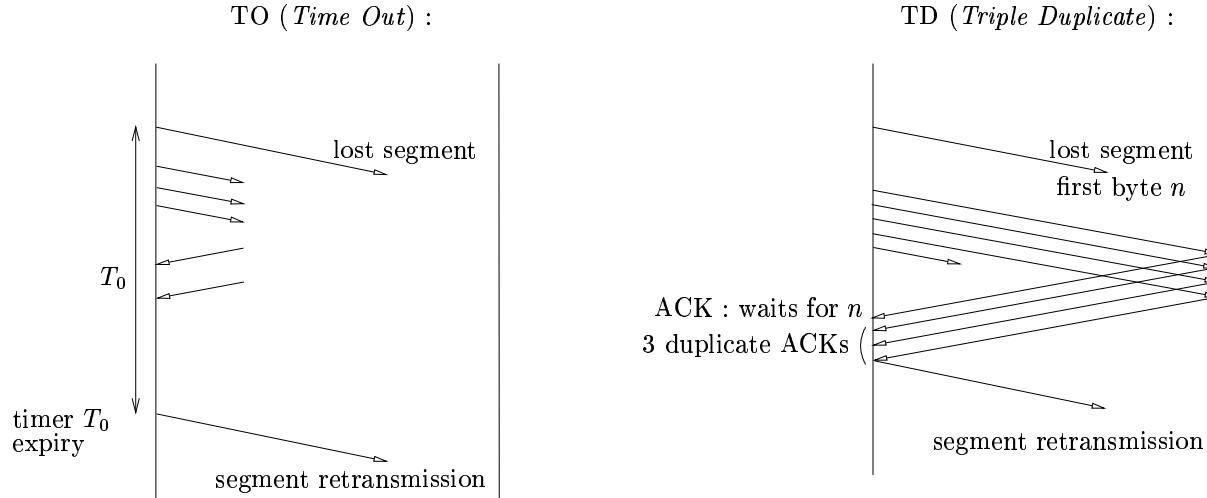 TO (Time Out) :
lost segment
T0
timer T0
expiry
segment retransmission
TD (Triple Duplicate) :
lost segment
first byte n
ACK : waits for n
3 duplicate ACKs (
segment retransmission